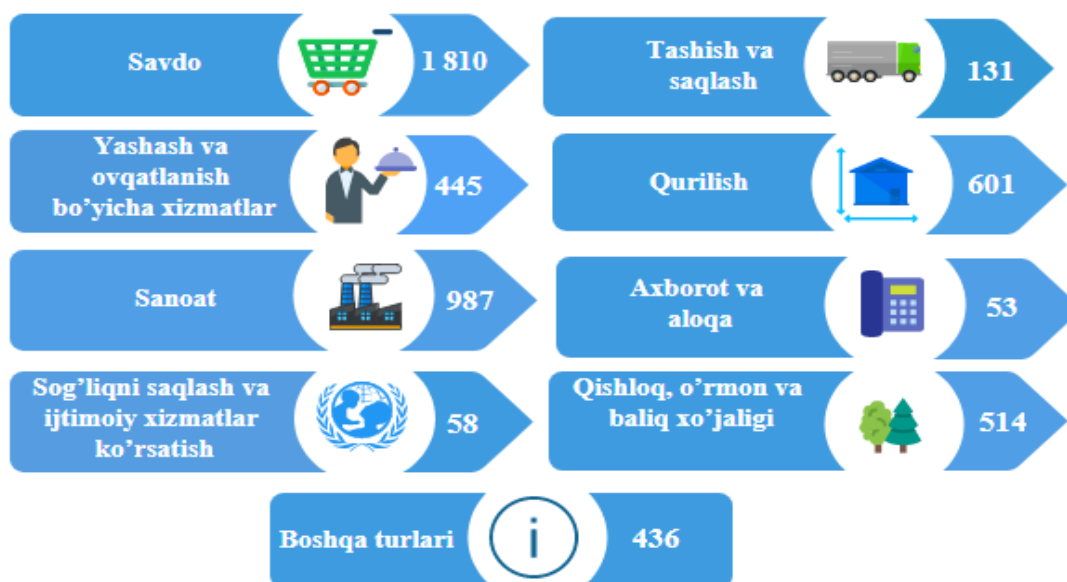 Savdo
1 810
Tashish va
saqlash
131
Yashash va
ovqatlanish
bo’yicha xizmatlar
445
Qurilish
601
Sanoat
987
Axborot va
aloqa
53
Sog’liqni saqlash va
ijtimoiy xizmatlar
ko’rsatish
58
Qishloq, o’rmon va
baliq xo’jaligi
514
Boshqa turlari
i
436